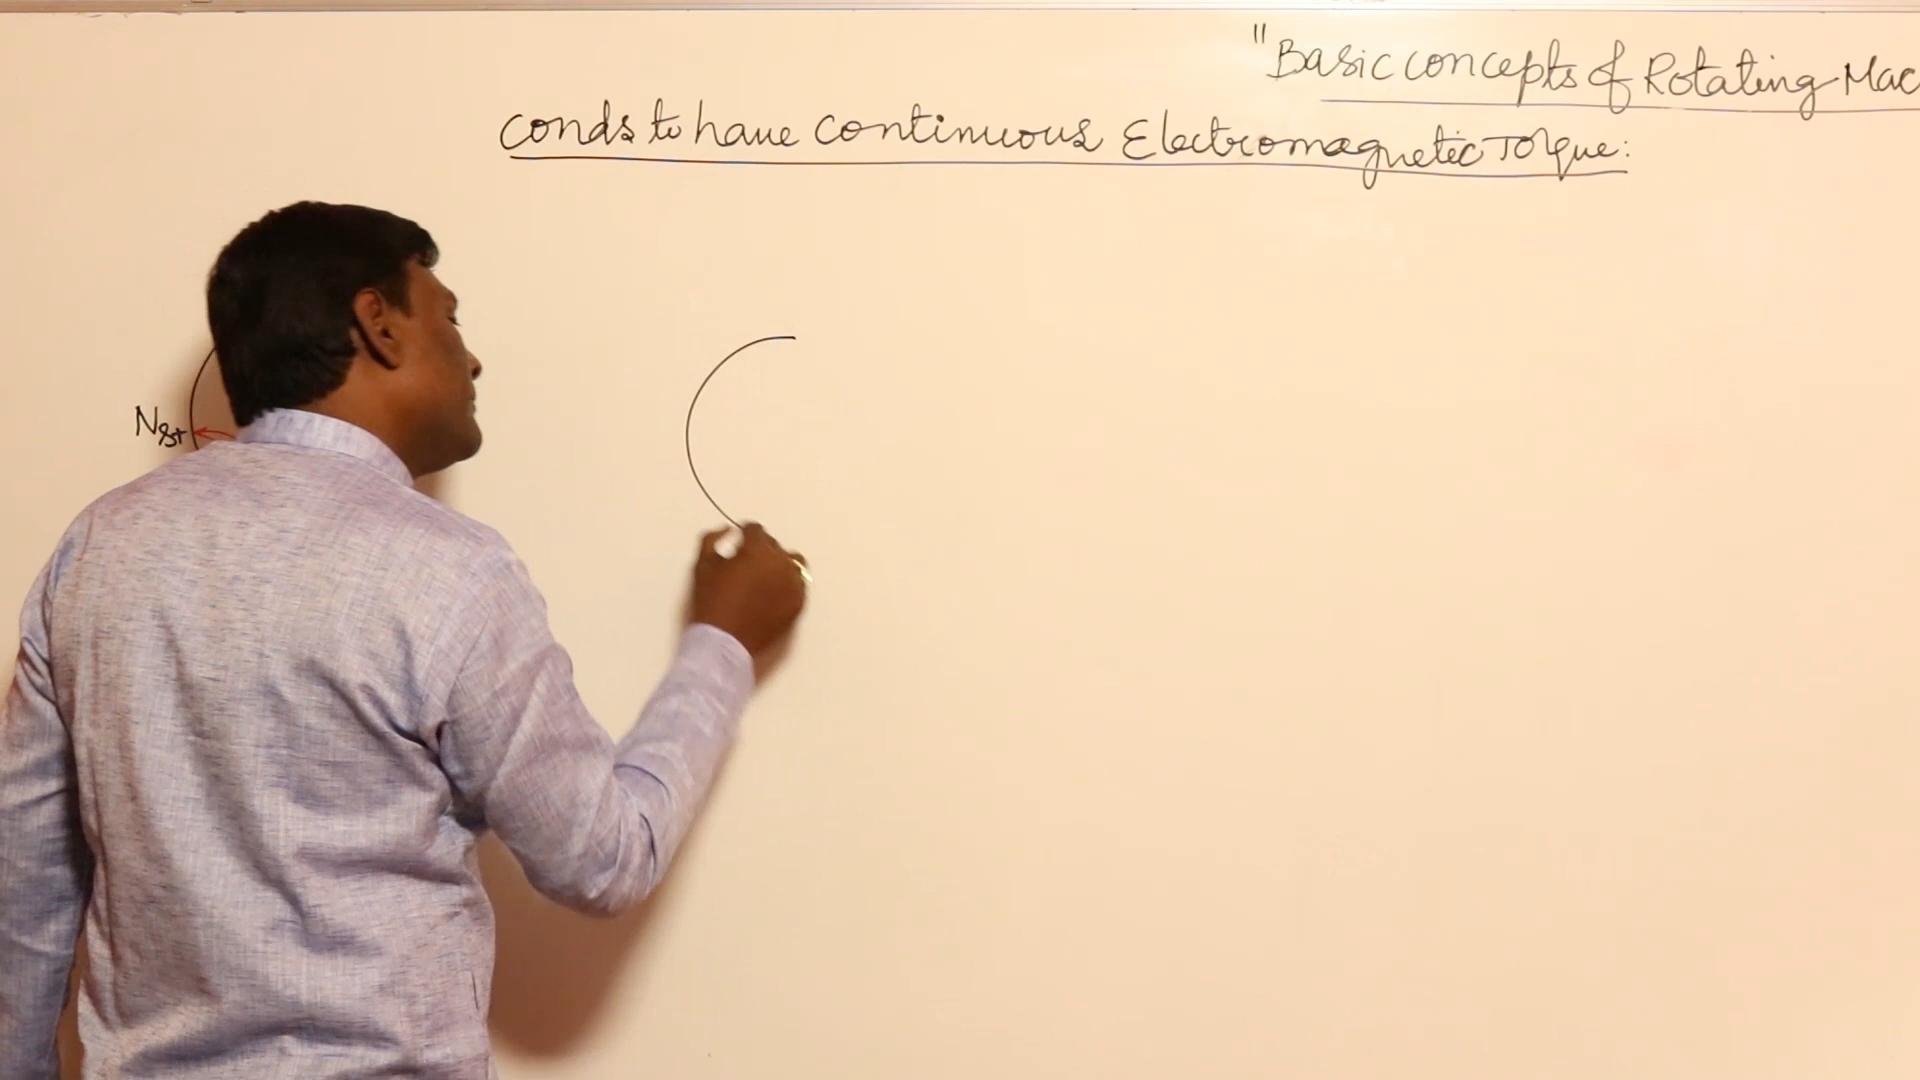 "Basic concepts of Rotating Mac
conds to have continuous Electromagnetic Torque:
Nst